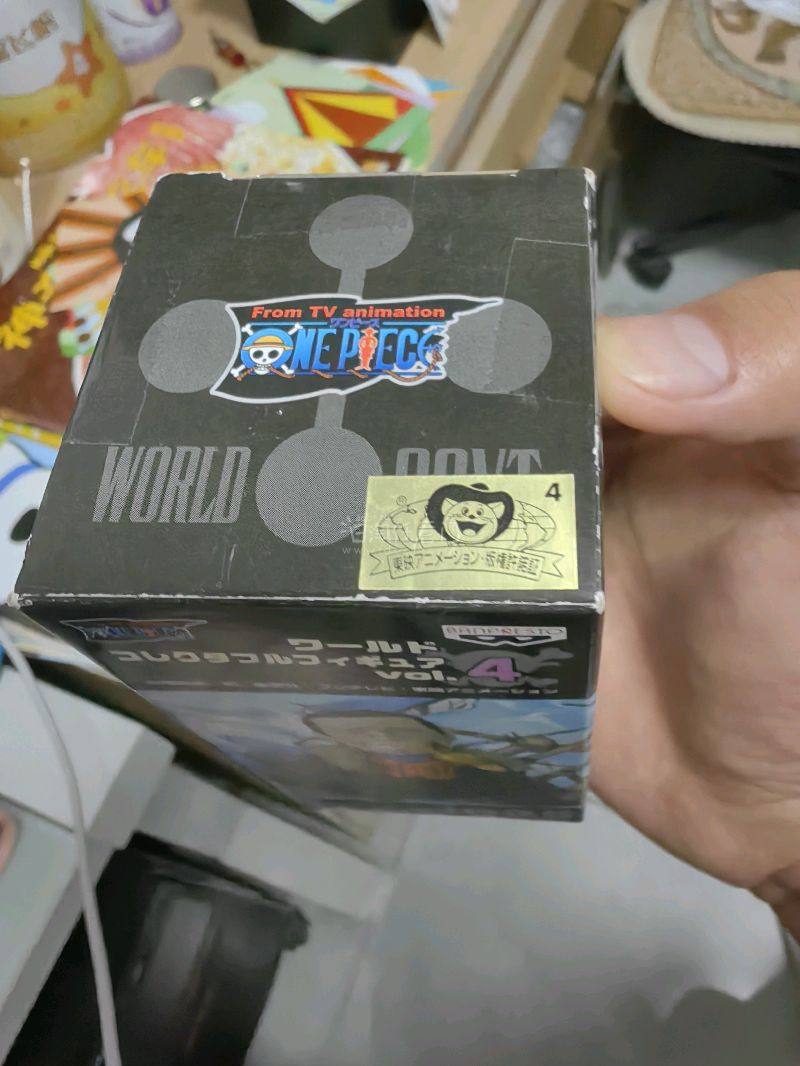 From TV animation
ワンピース
ONE PIECE
WORLD GOVT
4
東映アニメーション・版権許諾証
BANPRESTO
ワールド
コレクタブルフィギュア
vol. 4